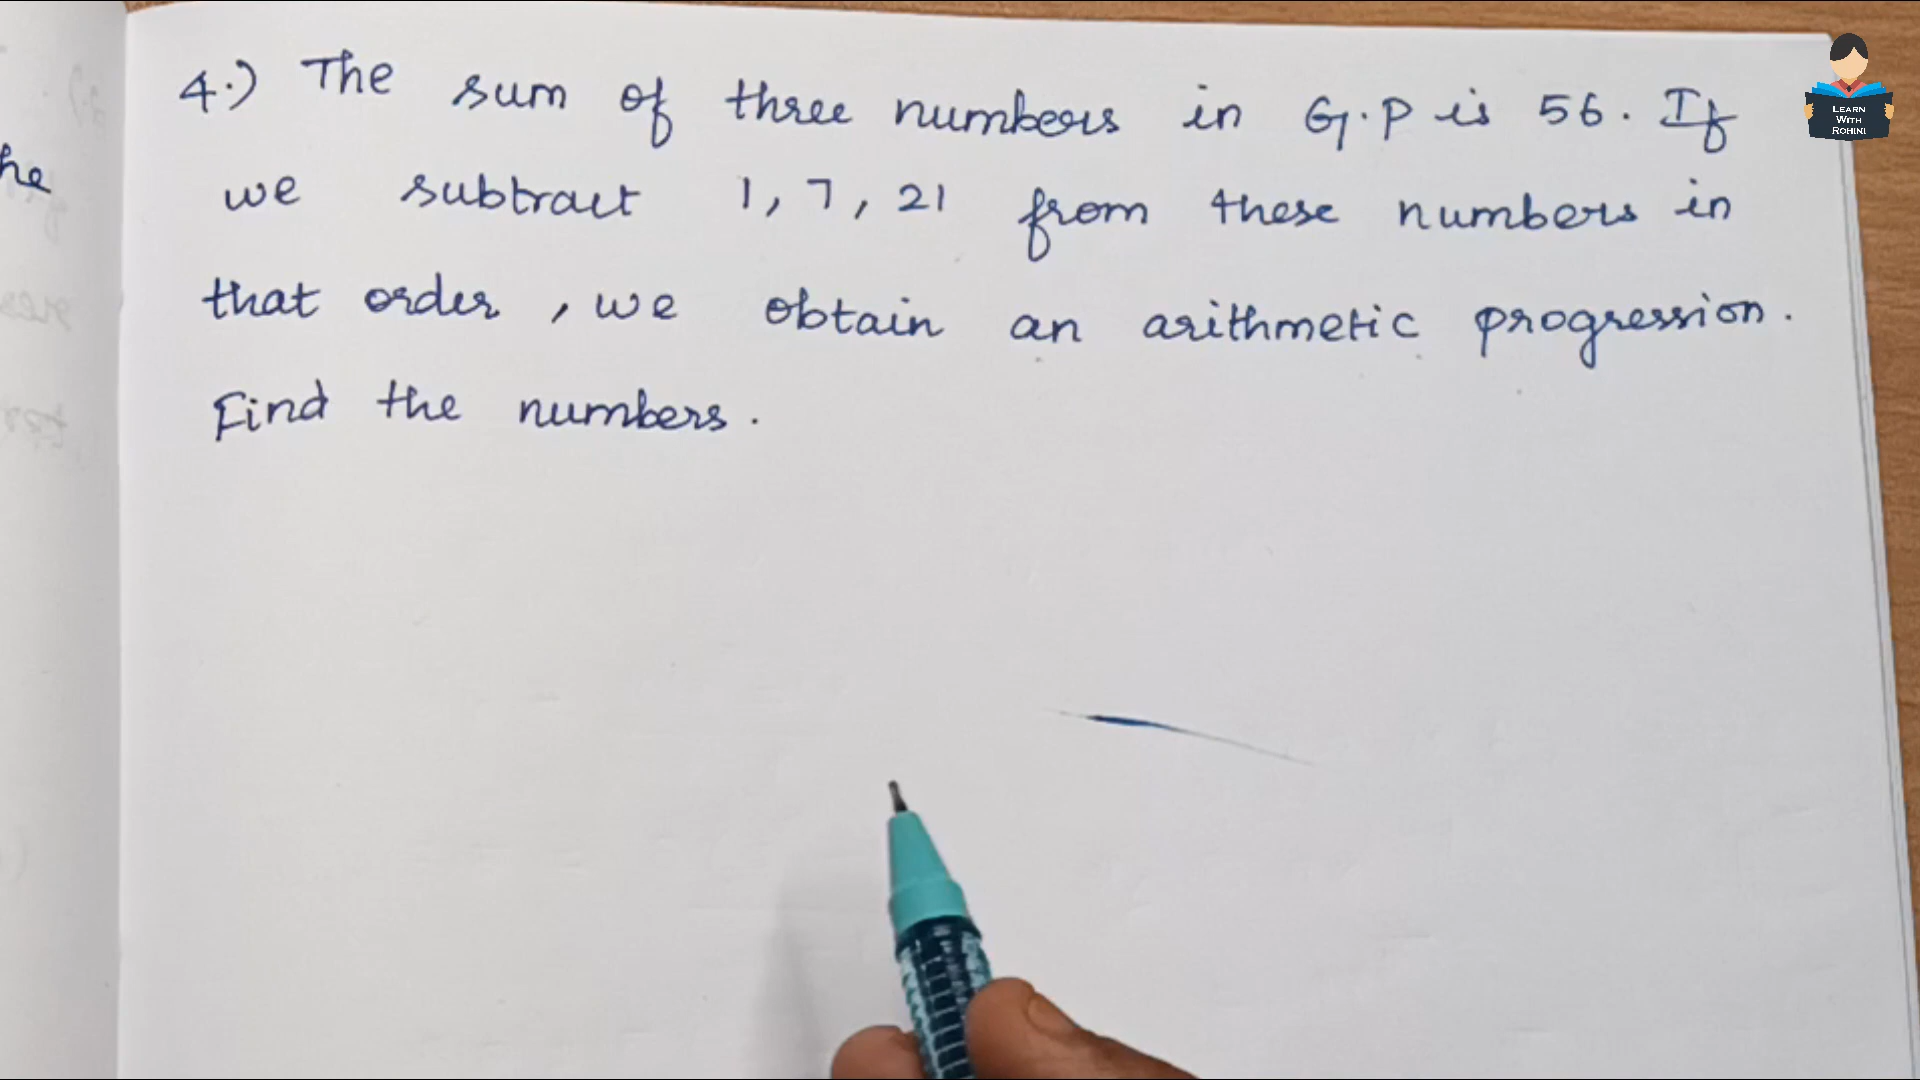 4.) The sum of three numbers in G.P is 56. If
we subtract 1, 7, 21 from these numbers in
that order, we obtain an arithmetic progression.
Find the numbers.
he
LEARN
WITH
ROHINI